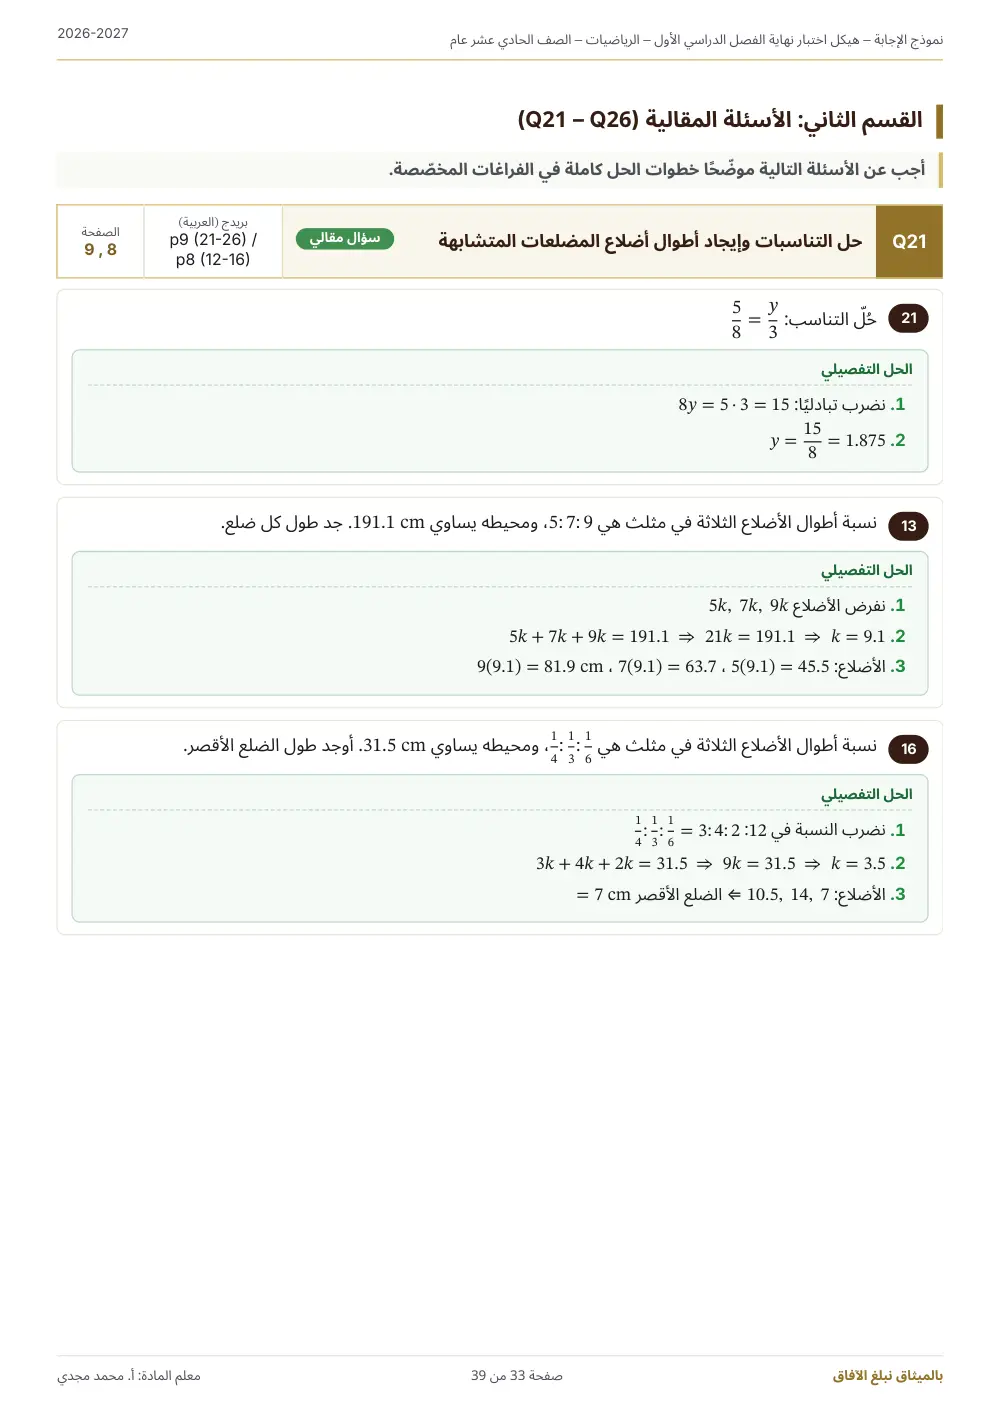 نموذج الإجابة – هيكل اختبار نهاية الفصل الدراسي الأول – الرياضيات – الصف الحادي عشر عام
2026-2027
القسم الثاني: الأسئلة المقالية (Q21 – Q26)
أجب عن الأسئلة التالية موضّحًا خطوات الحل كاملة في الفراغات المخصّصة.
Q21
حل التناسبات وإيجاد أطوال أضلاع المضلعات المتشابهة
سؤال مقالي
بريدج (العربية)
p9 (21-26) /
p8 (12-16)
الصفحة
9 , 8
21 حُلّ التناسب: y/3 = 5/8
الحل التفصيلي
1. نضرب تبادليًا: 8y = 5 · 3 = 15
2. y = 15/8 = 1.875
13 نسبة أطوال الأضلاع الثلاثة في مثلث هي 5: 7: 9، ومحيطه يساوي 191.1 cm. جد طول كل ضلع.
الحل التفصيلي
1. نفرض الأضلاع 5k, 7k, 9k
2. 5k + 7k + 9k = 191.1 ⇒ 21k = 191.1 ⇒ k = 9.1
3. الأضلاع: 5(9.1) = 45.5 ، 7(9.1) = 63.7 ، 9(9.1) = 81.9 cm
16 نسبة أطوال الأضلاع الثلاثة في مثلث هي 1/4: 1/3: 1/6، ومحيطه يساوي 31.5 cm. أوجد طول الضلع الأقصر.
الحل التفصيلي
1. نضرب النسبة في 12: 1/4: 1/3: 1/6 = 3: 4: 2
2. 3k + 4k + 2k = 31.5 ⇒ 9k = 31.5 ⇒ k = 3.5
3. الأضلاع: 10.5, 14, 7 ⇐ الضلع الأقصر = 7 cm
بالميثاق نبلغ الآفاق
صفحة 33 من 39
معلم المادة: أ. محمد مجدي